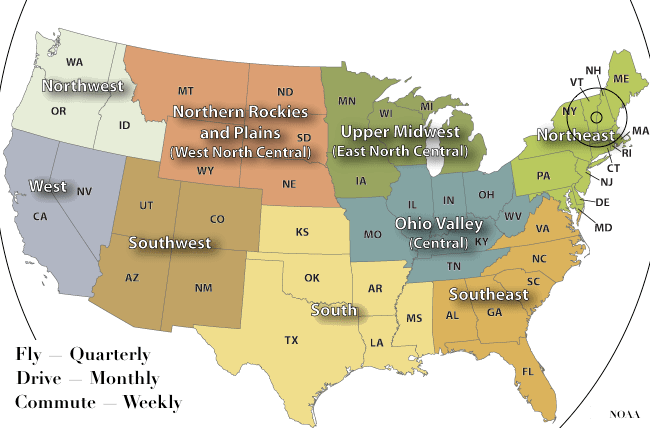 NH
VT
ME
WA
Northwest
MT
ND
MN
WI
MI
NY
OR
ID
Northern Rockies
and Plains
(West North Central)
SD
Upper Midwest
(East North Central)
Northeast
MA
RI
CT
WY
NE
IA
PA
NJ
West
NV
CA
UT
CO
KS
MO
IL
IN
OH
WV
Ohio Valley
(Central)
KY
DE
MD
VA
Southwest
AZ
NM
OK
AR
TN
NC
SC
Southeast
South
TX
LA
MS
AL
GA
FL
Fly — Quarterly
Drive — Monthly
Commute — Weekly
NOAA